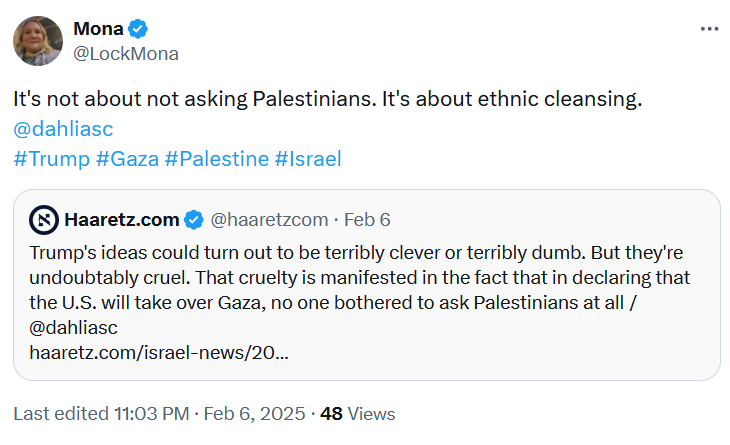 Mona
@LockMona
It's not about not asking Palestinians. It's about ethnic cleansing.
@dahliasc
#Trump #Gaza #Palestine #Israel
Haaretz.com @haaretzcom · Feb 6
Trump's ideas could turn out to be terribly clever or terribly dumb. But they're
undoubtably cruel. That cruelty is manifested in the fact that in declaring that
the U.S. will take over Gaza, no one bothered to ask Palestinians at all /
@dahliasc
haaretz.com/israel-news/20...
Last edited 11:03 PM · Feb 6, 2025 · 48 Views